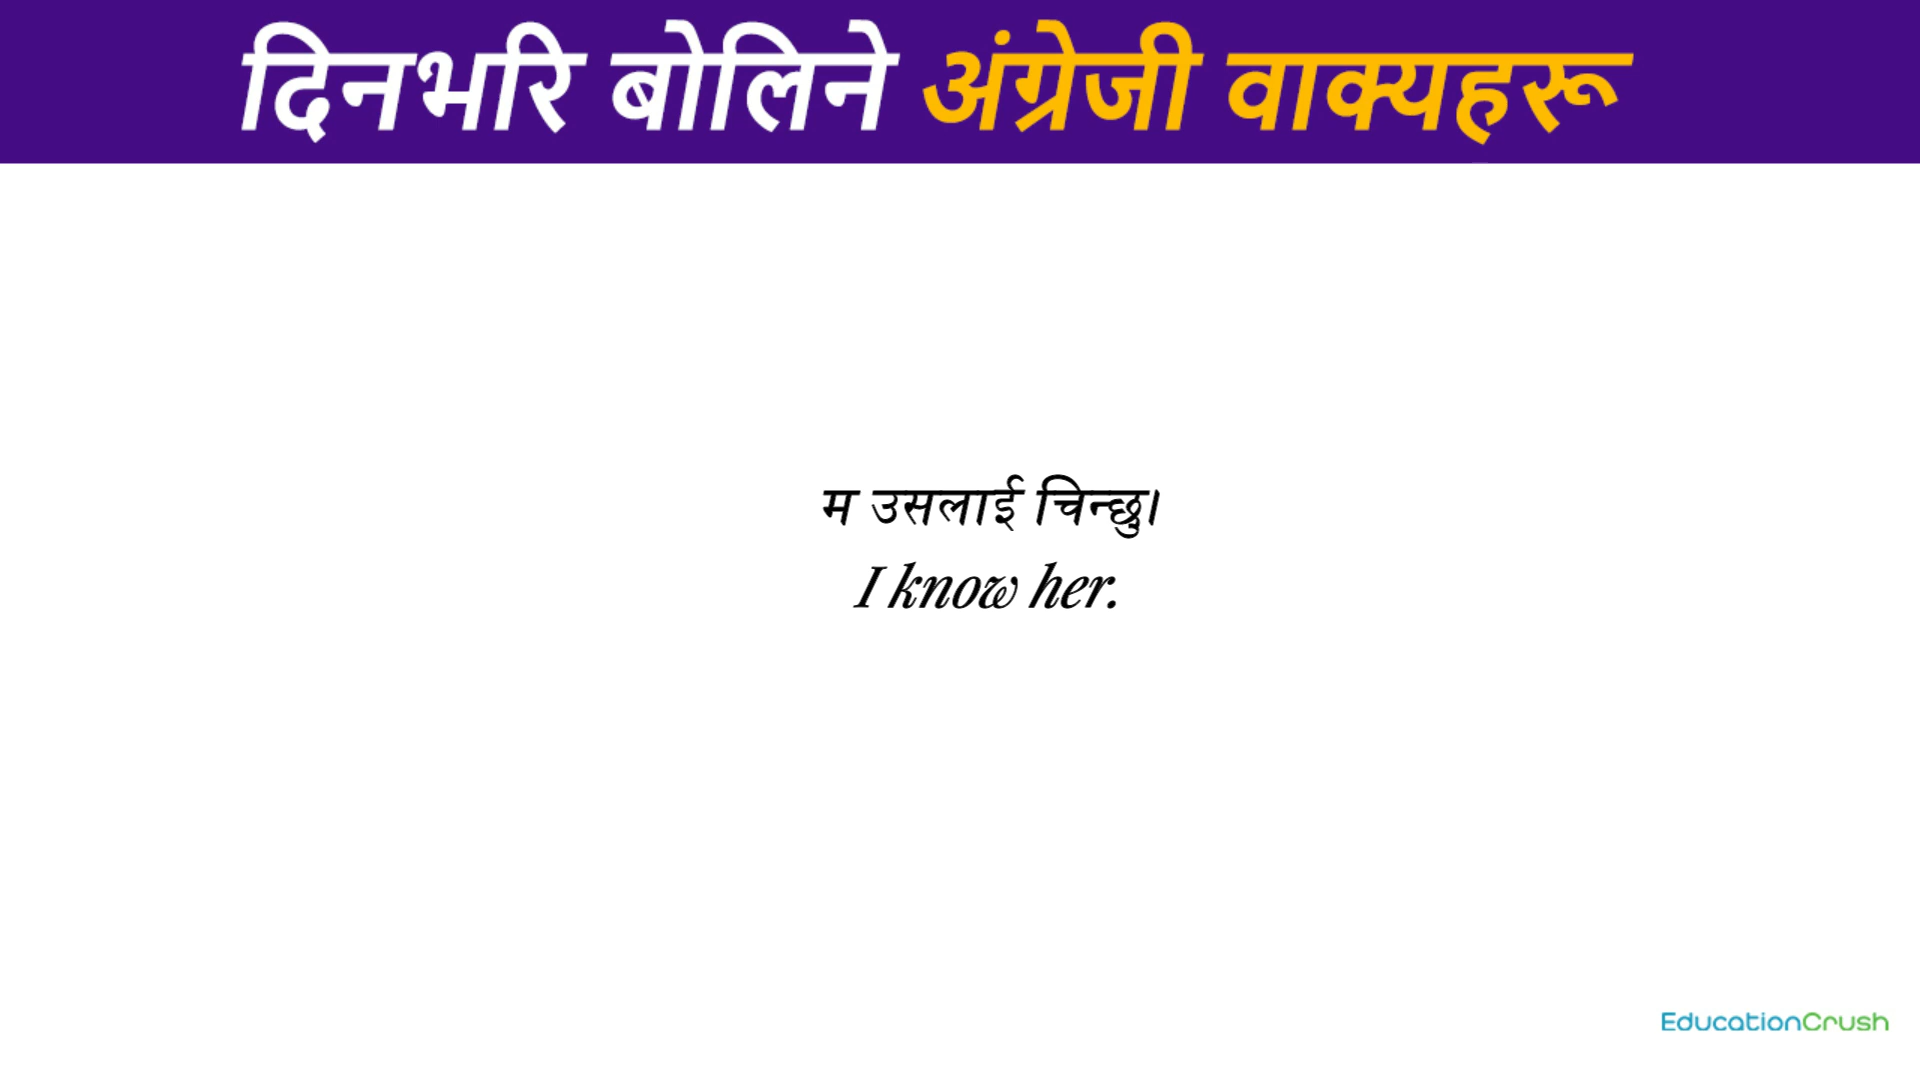 दिनभरि बोलिने अंग्रेजी वाक्यहरू
म उसलाई चिन्छु।
I know her.
EducationCrush